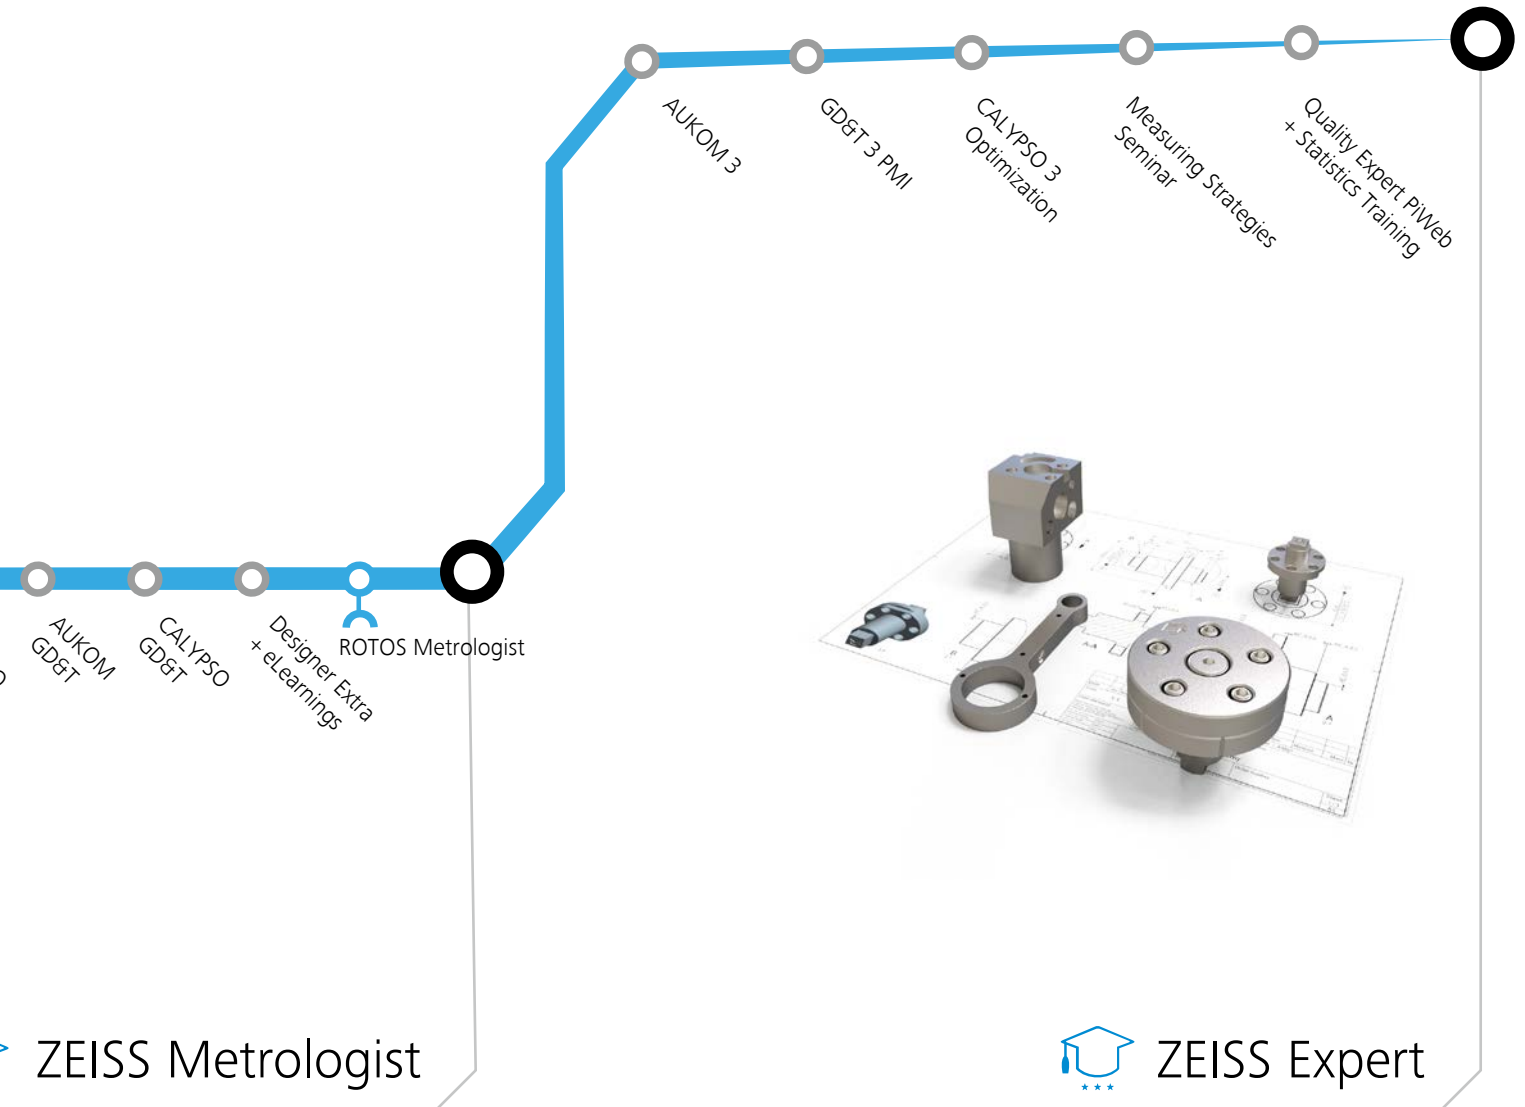 AUKOM 3
GD&T 3 PMI
CALYPSO 3
Optimization
Measuring Strategies
Seminar
Quality Expert PiWeb
+ Statistics Training
AUKOM
GD&T
CALYPSO
GD&T
Designer Extra
+ eLearnings
ROTOS Metrologist
A-A
A
ZEISS Metrologist
ZEISS Expert